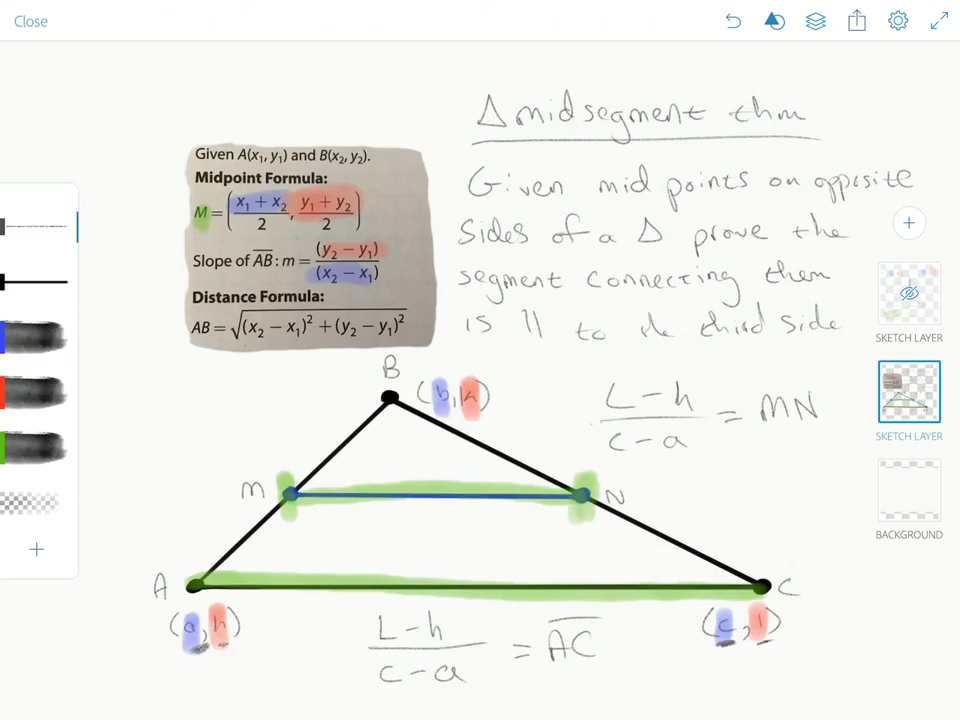 Close
Δ midsegment thm
Given A(x₁, y₁) and B(x₂, y₂).
Midpoint Formula:
M = (x₁ + x₂ / 2, y₁ + y₂ / 2)
Slope of AB : m = (y₂ − y₁) / (x₂ − x₁)
Distance Formula:
AB = √(x₂ − x₁)² + (y₂ − y₁)²
Given mid points on opposite
sides of a Δ prove the
segment connecting them
is || to the third side
L-h / c-a = MN
B
(b, h)
M
N
A
C
(a, h)
(c, l)
L-h / c-a = AC
SKETCH LAYER
SKETCH LAYER
BACKGROUND